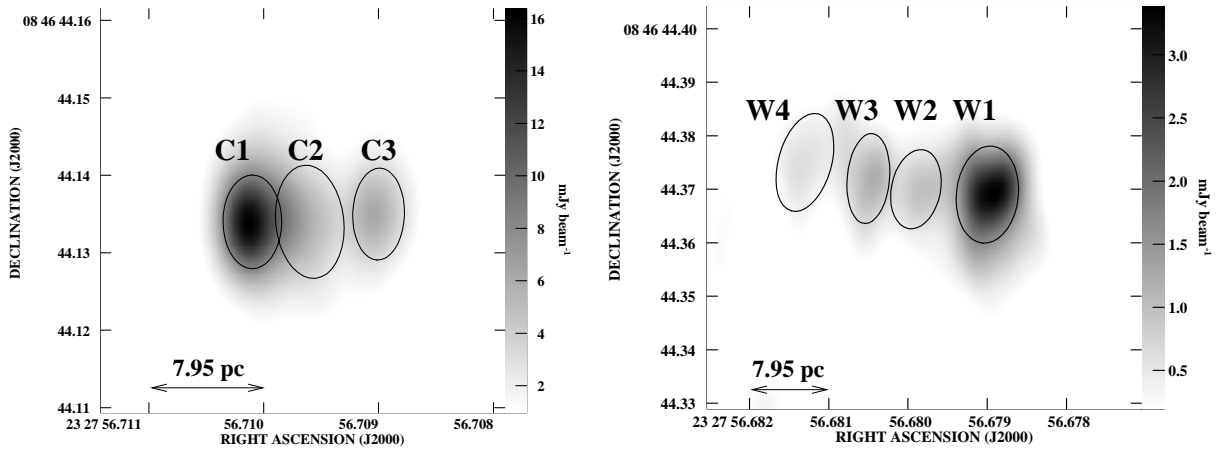 08 46 44.16
44.15
44.14
44.13
44.12
44.11
DECLINATION (J2000)
C1 C2 C3
7.95 pc
23 27 56.711 56.710 56.709 56.708
RIGHT ASCENSION (J2000)
16
14
12
10
8
6
4
2
mJy beam⁻¹
08 46 44.40
44.39
44.38
44.37
44.36
44.35
44.34
44.33
DECLINATION (J2000)
W4 W3 W2 W1
7.95 pc
23 27 56.682 56.681 56.680 56.679 56.678
RIGHT ASCENSION (J2000)
3.0
2.5
2.0
1.5
1.0
0.5
mJy beam⁻¹